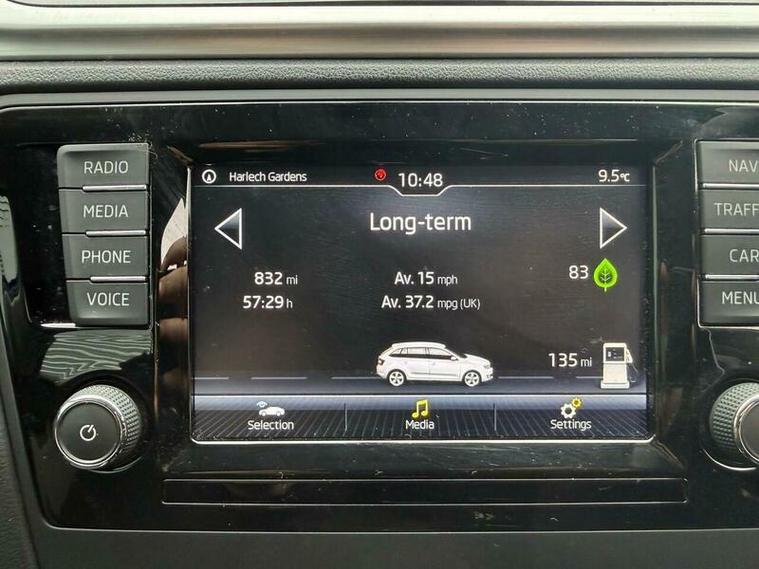 RADIO
MEDIA
PHONE
VOICE
Harlech Gardens
10:48
9.5°C
Long-term
832 mi
Av. 15 mph
83
57:29 h
Av. 37.2 mpg (UK)
135 mi
Selection
Media
Settings
NAV
TRAFF
CAR
MENU